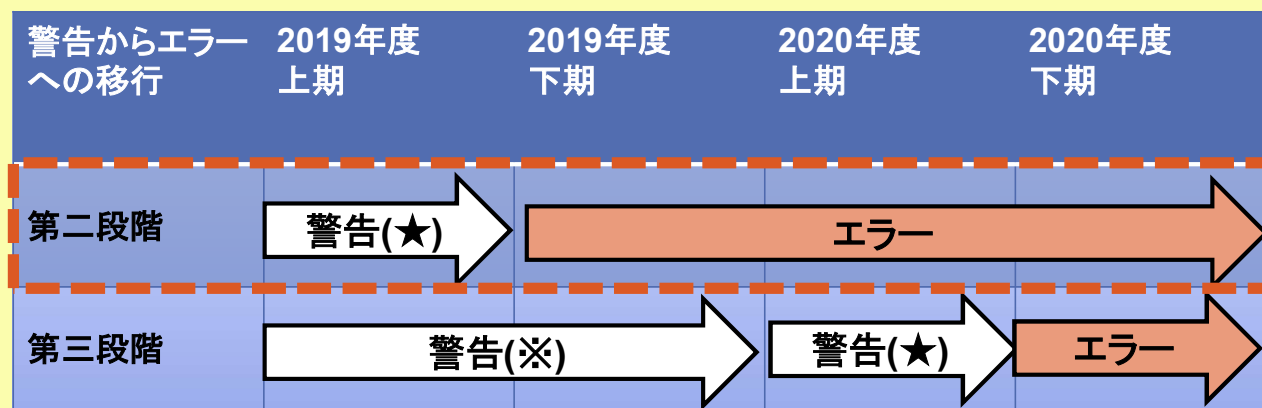 警告からエラー
への移行
2019年度
上期
2019年度
下期
2020年度
上期
2020年度
下期
第二段階
警告(★)
エラー
第三段階
警告(※)
警告(★)
エラー